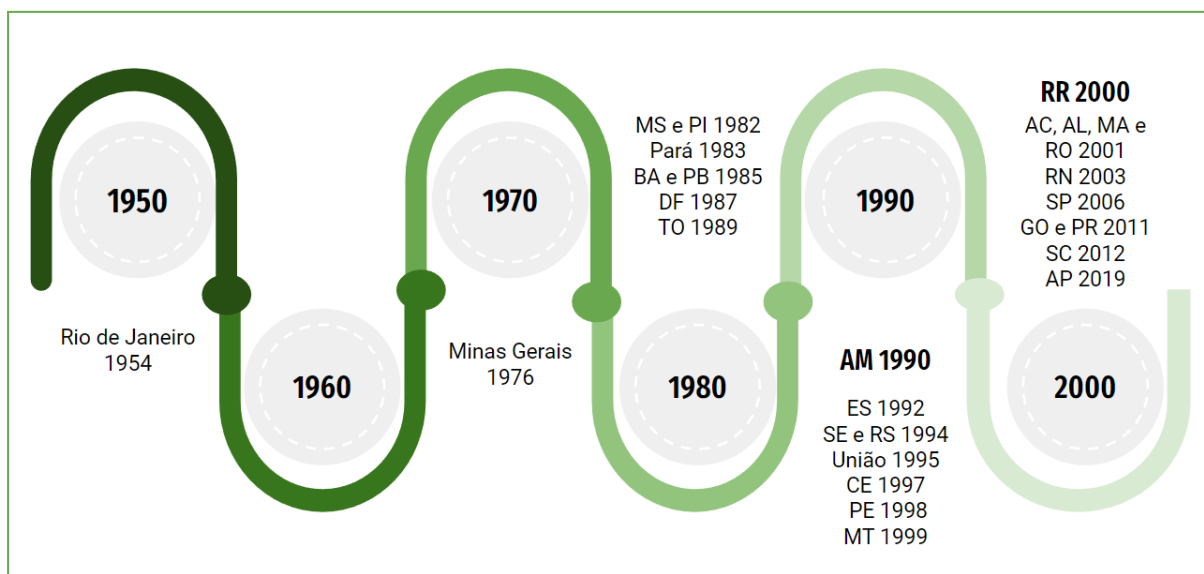 1950
Rio de Janeiro
1954
1960
1970
Minas Gerais
1976
MS e PI 1982
Pará 1983
BA e PB 1985
DF 1987
TO 1989
1980
1990
AM 1990
ES 1992
SE e RS 1994
União 1995
CE 1997
PE 1998
MT 1999
RR 2000
AC, AL, MA e
RO 2001
RN 2003
SP 2006
GO e PR 2011
SC 2012
AP 2019
2000